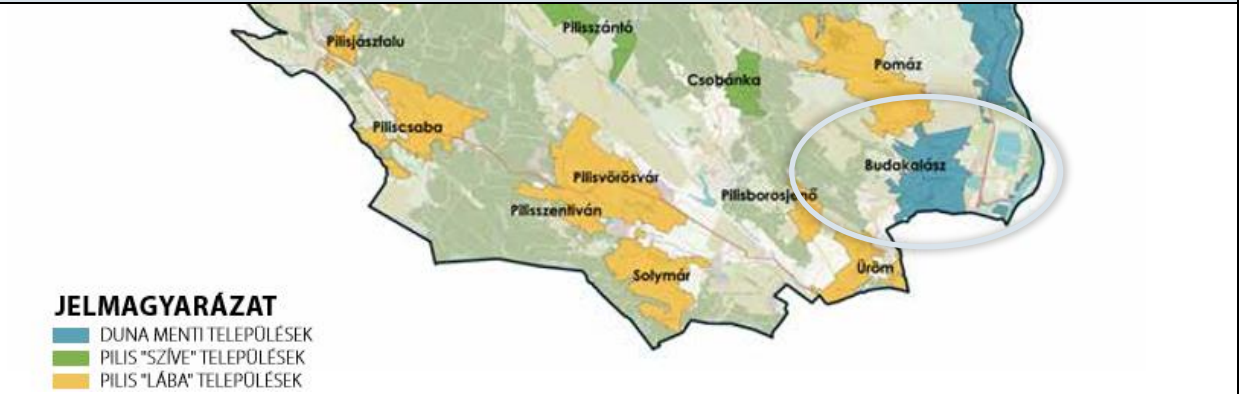 Pilisszántó
Pilisjászfalu
Pomáz
Csobánka
Piliscsaba
Budakalász
Pilisvörösvár
Pilisborosjenő
Pilisszentiván
Üröm
Solymár
JELMAGYARÁZAT
DUNA MENTI TELEPÜLÉSEK
PILIS "SZÍVE" TELEPÜLÉSEK
PILIS "LÁBA" TELEPÜLÉSEK